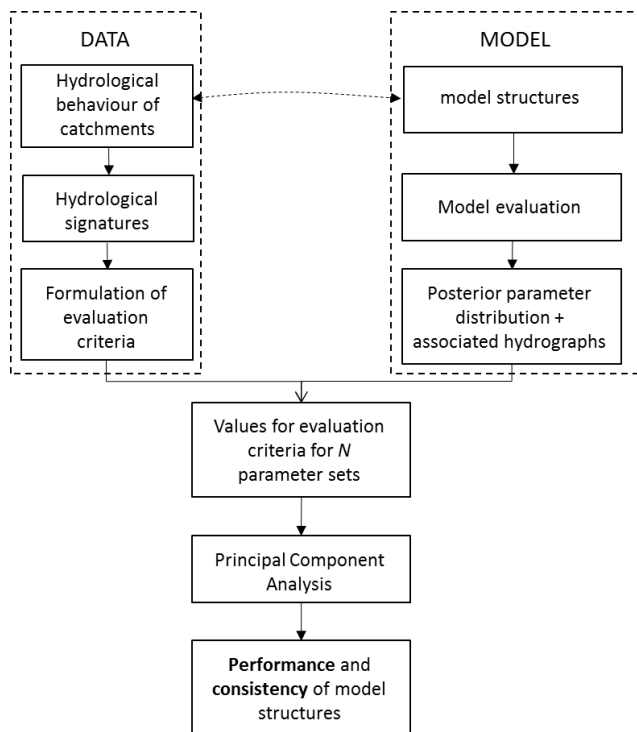 DATA
Hydrological
behaviour of
catchments
Hydrological
signatures
Formulation of
evaluation
criteria
MODEL
model structures
Model evaluation
Posterior parameter
distribution +
associated hydrographs
Values for evaluation
criteria for N
parameter sets
Principal Component
Analysis
Performance and
consistency of model
structures